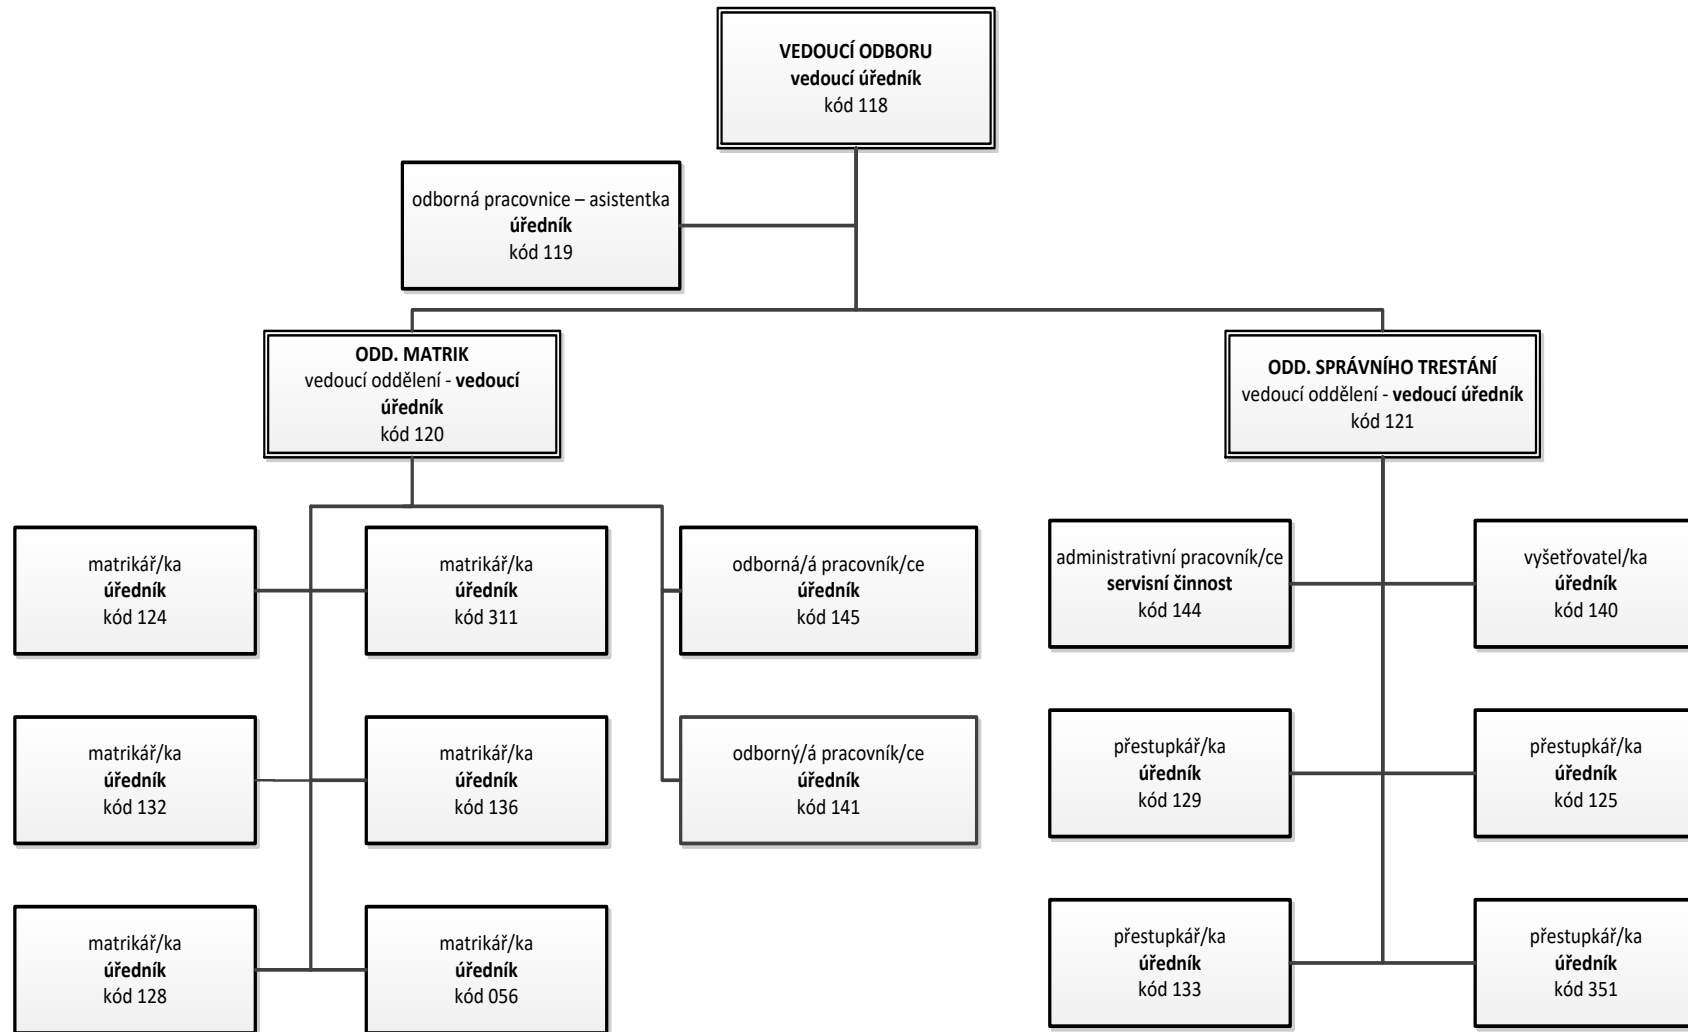 VEDOUCÍ ODBORU
vedoucí úředník
kód 118
odborná pracovnice – asistentka
úředník
kód 119
ODD. MATRIK
vedoucí oddělení - vedoucí
úředník
kód 120
ODD. SPRÁVNÍHO TRESTÁNÍ
vedoucí oddělení - vedoucí úředník
kód 121
matrikář/ka
úředník
kód 124
matrikář/ka
úředník
kód 311
odborná/á pracovník/ce
úředník
kód 145
administrativní pracovník/ce
servisní činnost
kód 144
vyšetřovatel/ka
úředník
kód 140
matrikář/ka
úředník
kód 132
matrikář/ka
úředník
kód 136
odborný/á pracovník/ce
úředník
kód 141
přestupkář/ka
úředník
kód 129
přestupkář/ka
úředník
kód 125
matrikář/ka
úředník
kód 128
matrikář/ka
úředník
kód 056
přestupkář/ka
úředník
kód 133
přestupkář/ka
úředník
kód 351